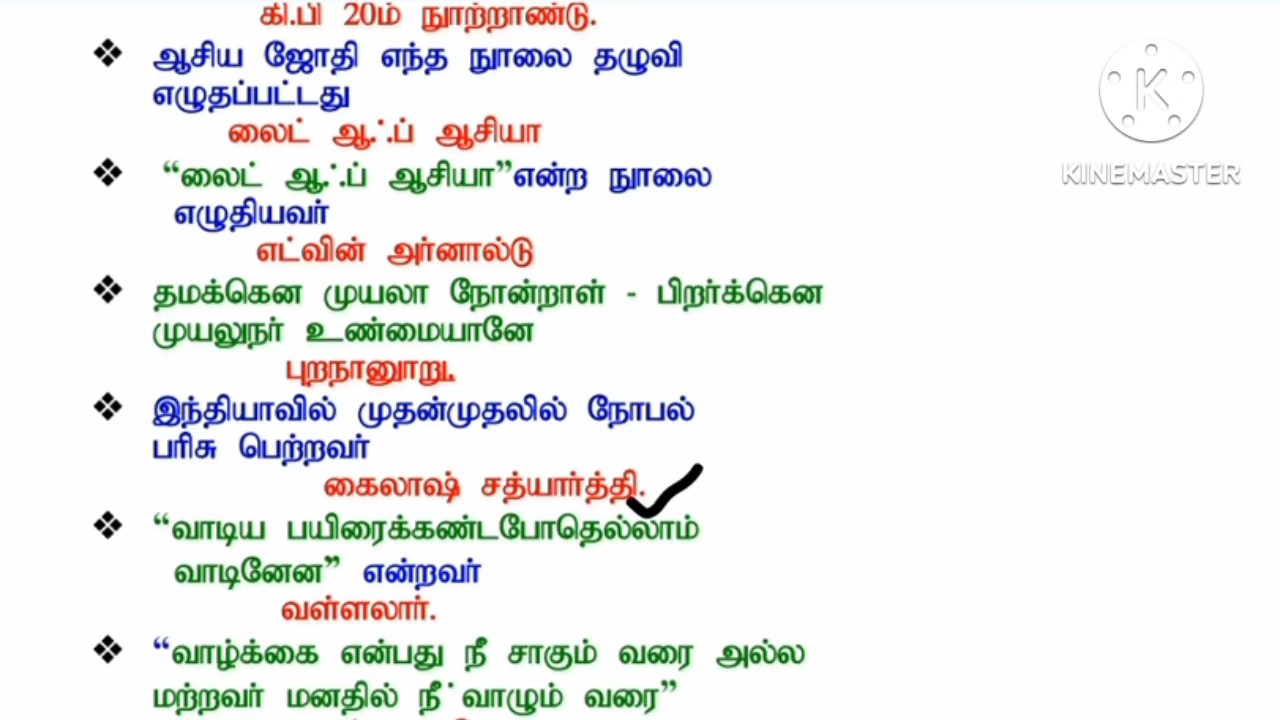 கி.பி 20ம் நூற்றாண்டு.
❖ ஆசிய ஜோதி எந்த நூலை தழுவி
எழுதப்பட்டது
லைட் ஆஃப் ஆசியா
❖ “லைட் ஆஃப் ஆசியா”என்ற நூலை
எழுதியவர்
எட்வின் அர்னால்டு
❖ தமக்கென முயலா நோன்றாள் - பிறர்க்கென
முயலுநர் உண்மையானே
புறநானூறு.
❖ இந்தியாவில் முதன்முதலில் நோபல்
பரிசு பெற்றவர்
கைலாஷ் சத்யார்த்தி.
❖ “வாடிய பயிரைக்கண்டபோதெல்லாம்
வாடினேன” என்றவர்
வள்ளலார்.
❖ “வாழ்க்கை என்பது நீ சாகும் வரை அல்ல
மற்றவர் மனதில் நீ வாழும் வரை”
K
KINEMASTER